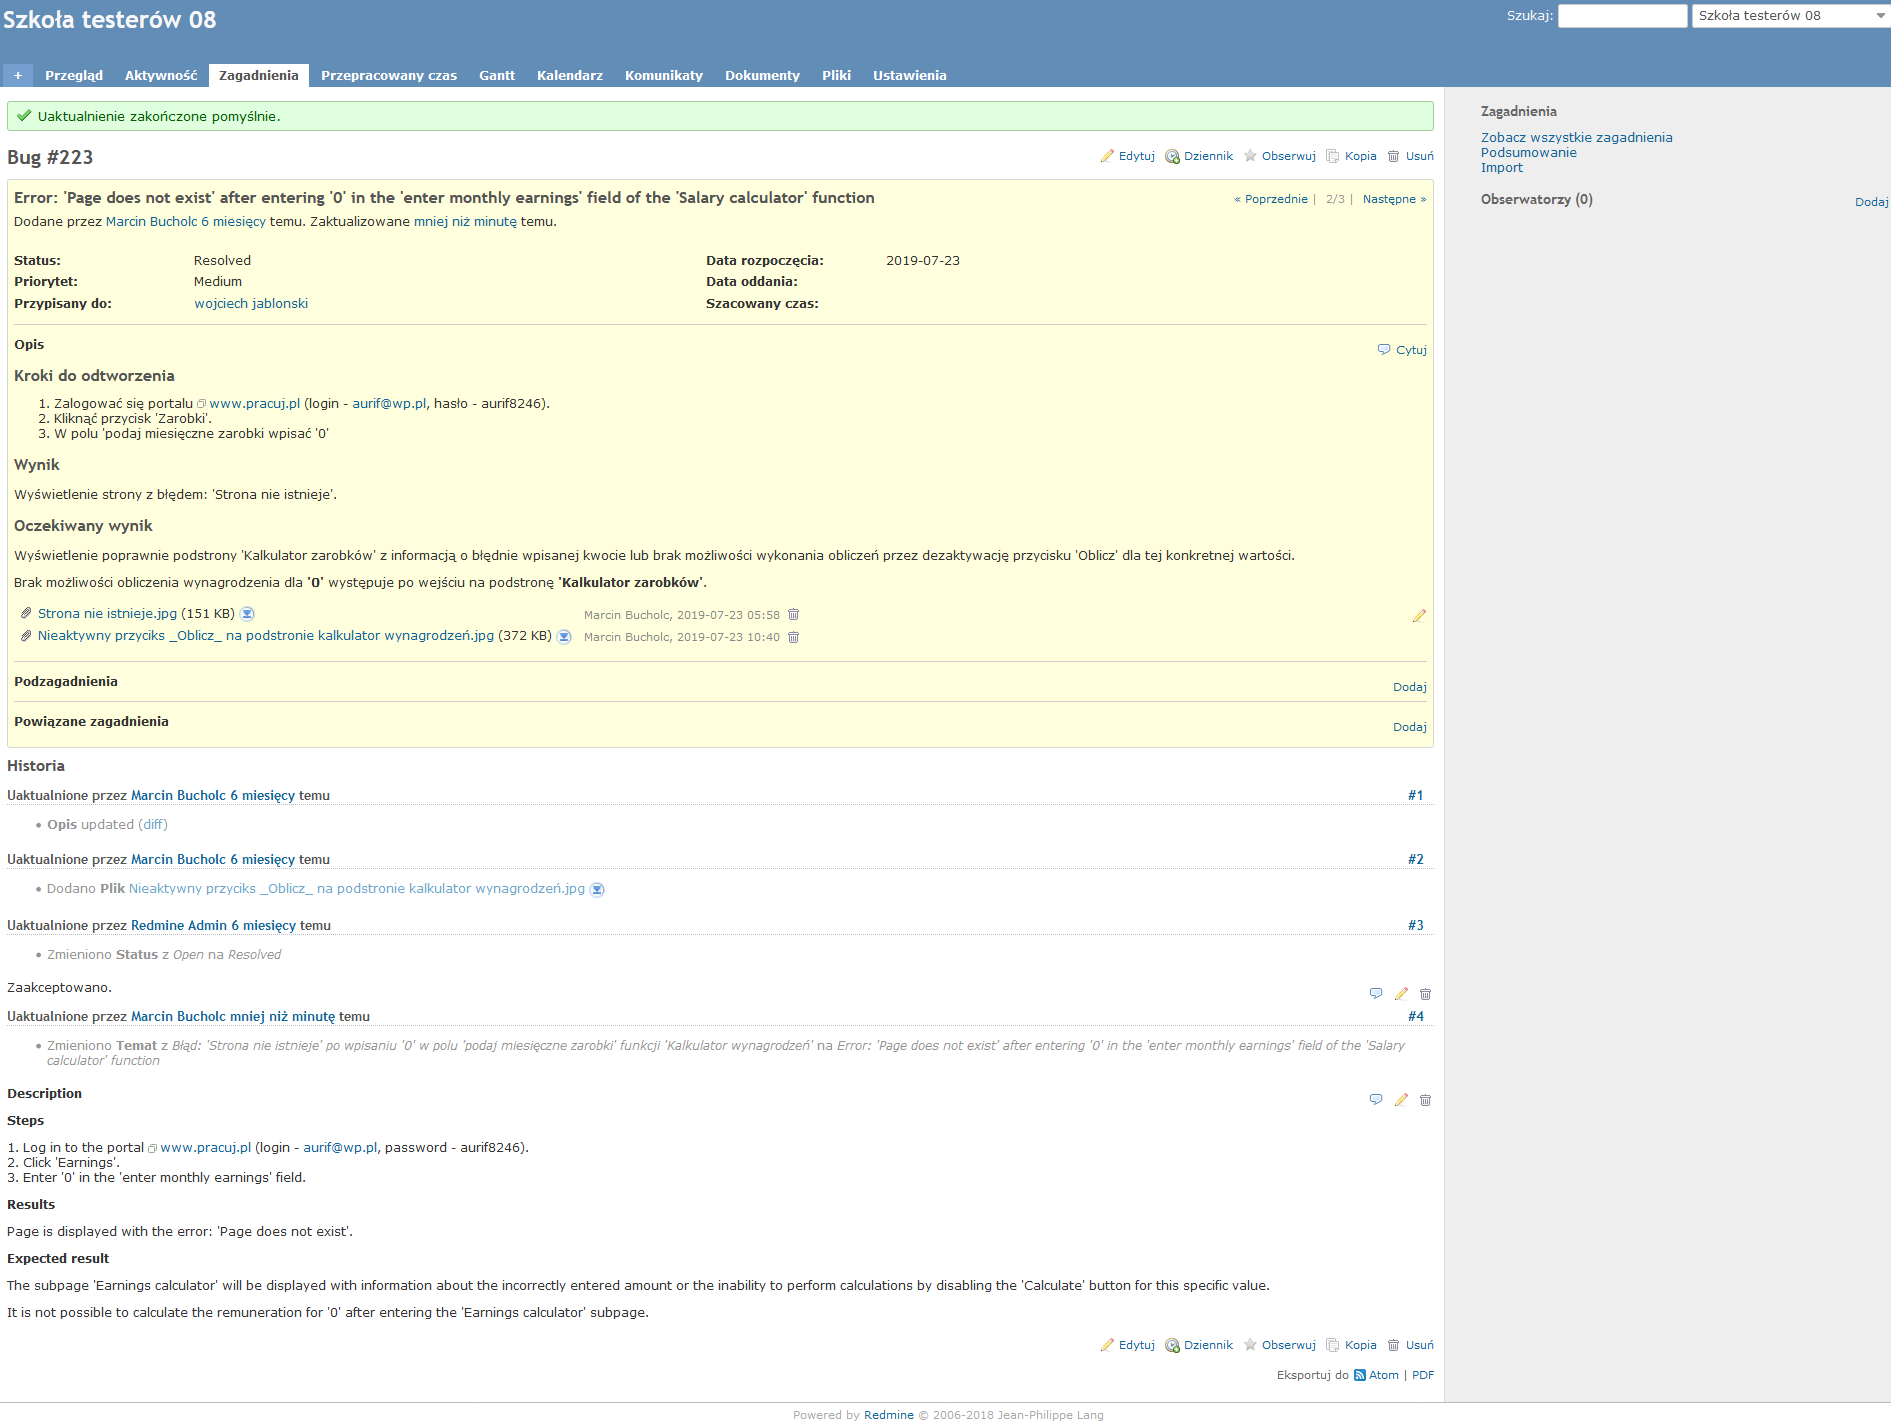 Szkoła testerów 08
Szukaj:
Szkoła testerów 08
+ Przegląd Aktywność Zagadnienia Przepracowany czas Gantt Kalendarz Komunikaty Dokumenty Pliki Ustawienia
Uaktualnienie zakończone pomyślnie.
Bug #223
Edytuj Dziennik Obserwuj Kopia Usuń
Error: 'Page does not exist' after entering '0' in the 'enter monthly earnings' field of the 'Salary calculator' function
« Poprzednie | 2/3 | Następne »
Dodane przez Marcin Bucholc 6 miesięcy temu. Zaktualizowane mniej niż minutę temu.
Status: Resolved Data rozpoczęcia: 2019-07-23
Priorytet: Medium Data oddania:
Przypisany do: wojciech jablonski Szacowany czas:
Opis
Cytuj
Kroki do odtworzenia
1. Zalogować się portalu www.pracuj.pl (login - aurif@wp.pl, hasło - aurif8246).
2. Kliknąć przycisk 'Zarobki'.
3. W polu 'podaj miesięczne zarobki wpisać '0'
Wynik
Wyświetlenie strony z błędem: 'Strona nie istnieje'.
Oczekiwany wynik
Wyświetlenie poprawnie podstrony 'Kalkulator zarobków' z informacją o błędnie wpisanej kwocie lub brak możliwości wykonania obliczeń przez dezaktywację przycisku 'Oblicz' dla tej konkretnej wartości.
Brak możliwości obliczenia wynagrodzenia dla '0' występuje po wejściu na podstronę 'Kalkulator zarobków'.
Strona nie istnieje.jpg (151 KB) Marcin Bucholc, 2019-07-23 05:58
Nieaktywny przyciks _Oblicz_ na podstronie kalkulator wynagrodzeń.jpg (372 KB) Marcin Bucholc, 2019-07-23 10:40
Podzagadnienia
Dodaj
Powiązane zagadnienia
Dodaj
Historia
Uaktualnione przez Marcin Bucholc 6 miesięcy temu #1
• Opis updated (diff)
Uaktualnione przez Marcin Bucholc 6 miesięcy temu #2
• Dodano Plik Nieaktywny przyciks _Oblicz_ na podstronie kalkulator wynagrodzeń.jpg
Uaktualnione przez Redmine Admin 6 miesięcy temu #3
• Zmieniono Status z Open na Resolved
Zaakceptowano.
Uaktualnione przez Marcin Bucholc mniej niż minutę temu #4
• Zmieniono Temat z Błąd: 'Strona nie istnieje' po wpisaniu '0' w polu 'podaj miesięczne zarobki' funkcji 'Kalkulator wynagrodzeń' na Error: 'Page does not exist' after entering '0' in the 'enter monthly earnings' field of the 'Salary
calculator' function
Description
Steps
1. Log in to the portal www.pracuj.pl (login - aurif@wp.pl, password - aurif8246).
2. Click 'Earnings'.
3. Enter '0' in the 'enter monthly earnings' field.
Results
Page is displayed with the error: 'Page does not exist'.
Expected result
The subpage 'Earnings calculator' will be displayed with information about the incorrectly entered amount or the inability to perform calculations by disabling the 'Calculate' button for this specific value.
It is not possible to calculate the remuneration for '0' after entering the 'Earnings calculator' subpage.
Edytuj Dziennik Obserwuj Kopia Usuń
Eksportuj do Atom | PDF
Zagadnienia
Zobacz wszystkie zagadnienia
Podsumowanie
Import
Obserwatorzy (0) Dodaj
Powered by Redmine © 2006-2018 Jean-Philippe Lang